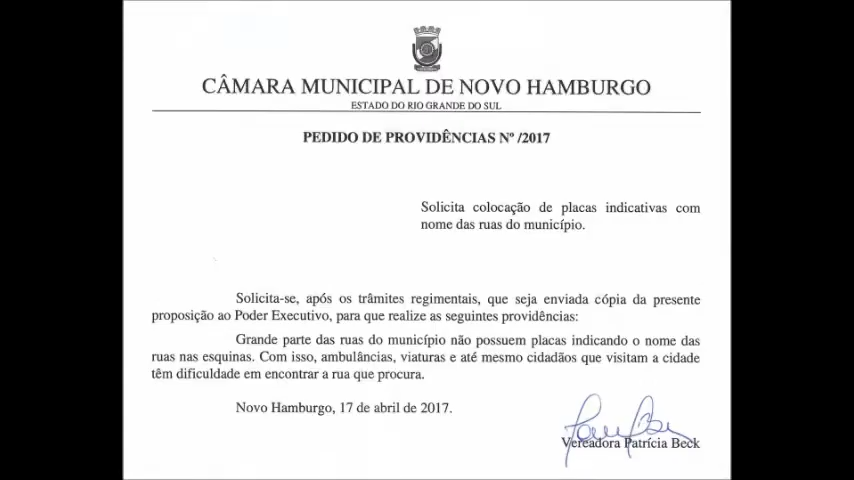 CÂMARA MUNICIPAL DE NOVO HAMBURGO
ESTADO DO RIO GRANDE DO SUL
PEDIDO DE PROVIDÊNCIAS Nº /2017
Solicita colocação de placas indicativas com
nome das ruas do município.
Solicita-se, após os trâmites regimentais, que seja enviada cópia da presente
proposição ao Poder Executivo, para que realize as seguintes providências:
Grande parte das ruas do município não possuem placas indicando o nome das
ruas nas esquinas. Com isso, ambulâncias, viaturas e até mesmo cidadãos que visitam a cidade
têm dificuldade em encontrar a rua que procura.
Novo Hamburgo, 17 de abril de 2017.
Vereadora Patrícia Beck